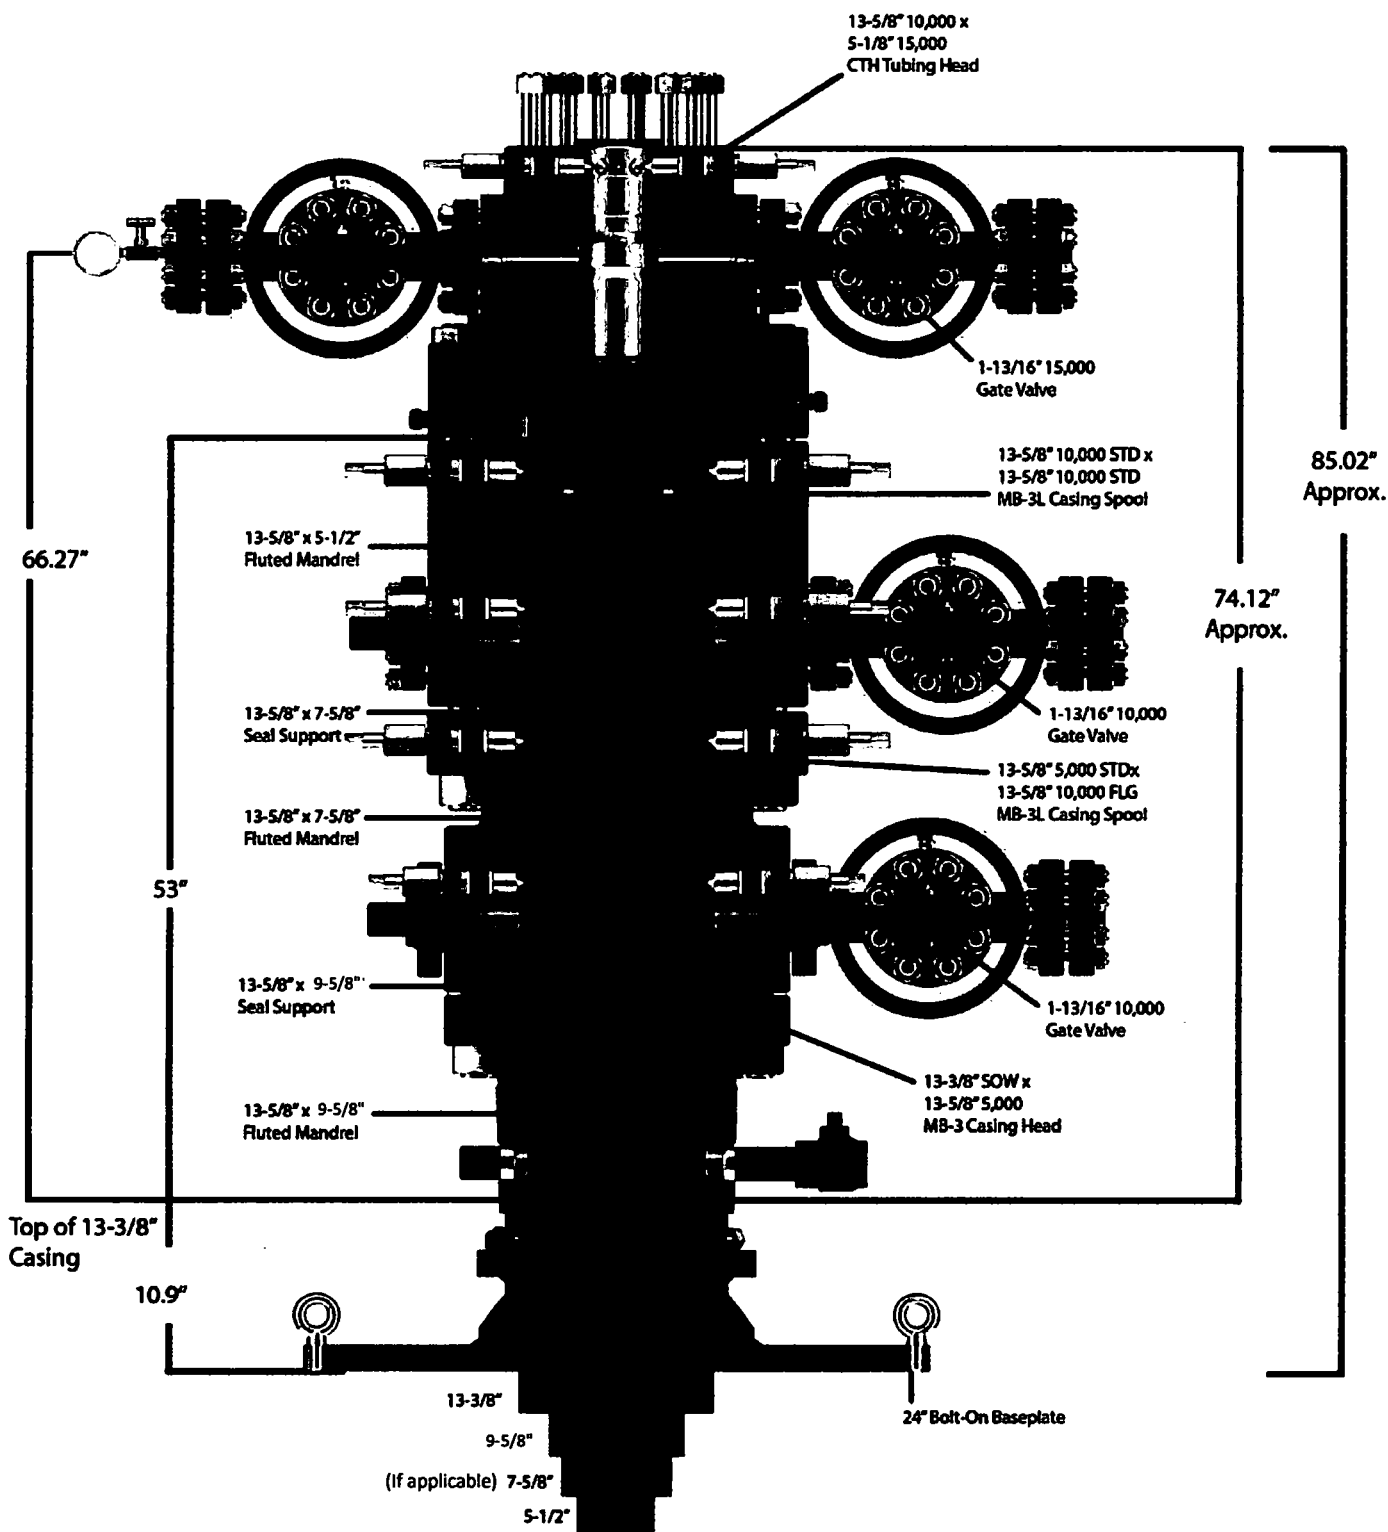 13-5/8" 10,000 x
5-1/8" 15,000
CTH Tubing Head
1-13/16" 15,000
Gate Valve
13-5/8" 10,000 STD x
13-5/8" 10,000 STD
MB-3L Casing Spool
85.02"
Approx.
13-5/8" x 5-1/2"
Fluted Mandrel
66.27"
74.12"
Approx.
13-5/8" x 7-5/8"
Seal Support
1-13/16" 10,000
Gate Valve
13-5/8" 5,000 STDx
13-5/8" 10,000 FLG
MB-3L Casing Spool
13-5/8" x 7-5/8"
Fluted Mandrel
53"
13-5/8" x 9-5/8"
Seal Support
1-13/16" 10,000
Gate Valve
13-3/8" SOW x
13-5/8" 5,000
MB-3 Casing Head
13-5/8" x 9-5/8"
Fluted Mandrel
Top of 13-3/8"
Casing
10.9"
13-3/8"
24" Bolt-On Baseplate
9-5/8"
(If applicable) 7-5/8"
5-1/2"